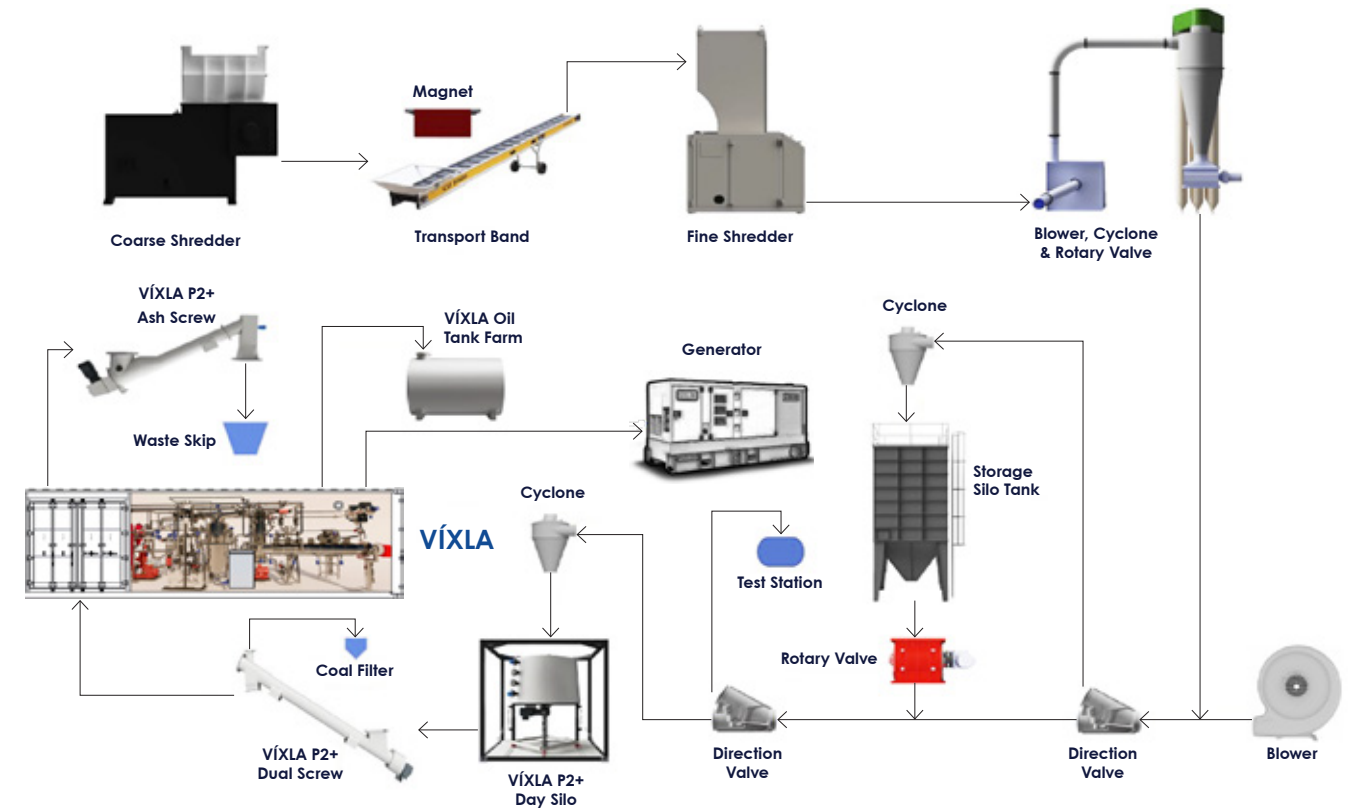 Magnet
Coarse Shredder
Transport Band
Fine Shredder
Blower, Cyclone
& Rotary Valve
VÍXLA P2+
Ash Screw
VÍXLA Oil
Tank Farm
Generator
Cyclone
Waste Skip
Storage
Silo Tank
Cyclone
VÍXLA
Test Station
Coal Filter
Rotary Valve
VÍXLA P2+
Dual Screw
VÍXLA P2+
Day Silo
Direction
Valve
Direction
Valve
Blower